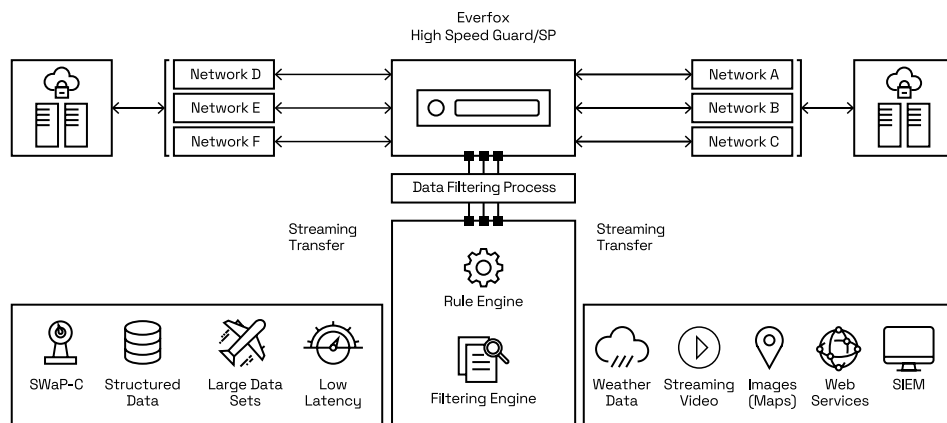 Everfox
High Speed Guard/SP
Network D
Network E
Network F
Network A
Network B
Network C
Data Filtering Process
Streaming
Transfer
Streaming
Transfer
Rule Engine
Filtering Engine
SWaP-C
Structured
Data
Large Data
Sets
Low
Latency
Weather
Data
Streaming
Video
Images
(Maps)
Web
Services
SIEM